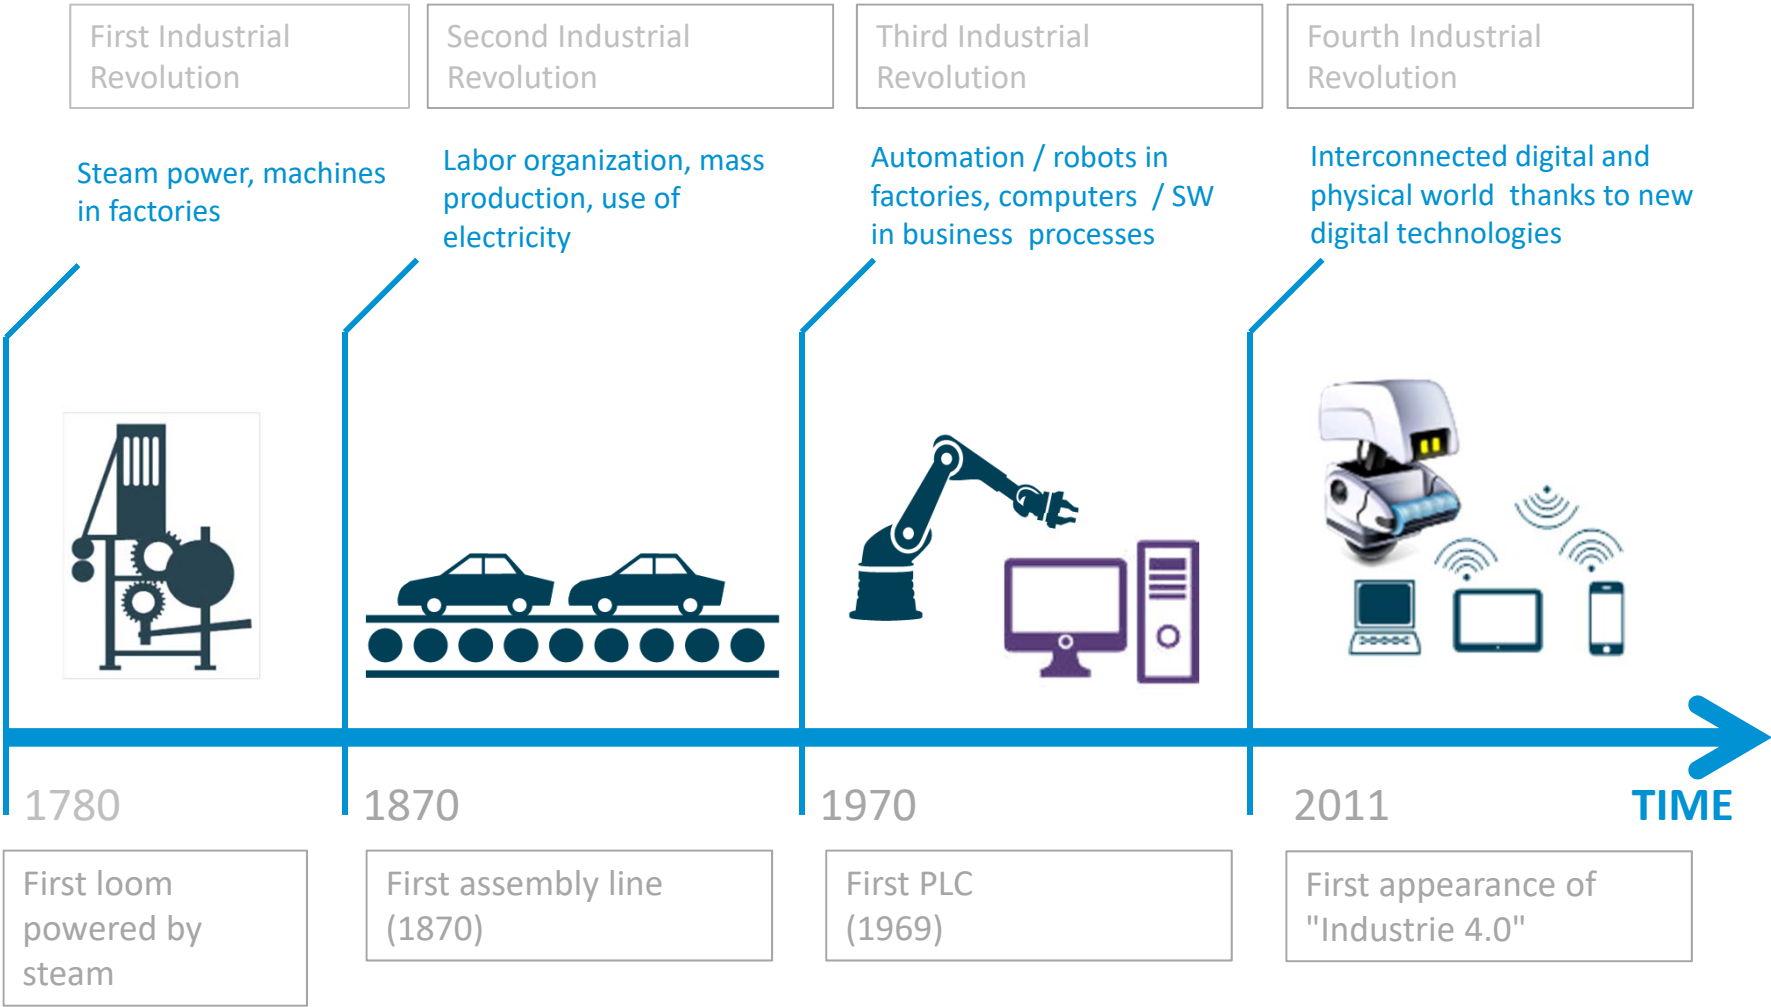 First Industrial
Revolution
Second Industrial
Revolution
Third Industrial
Revolution
Fourth Industrial
Revolution
Steam power, machines
in factories
Labor organization, mass
production, use of
electricity
Automation / robots in
factories, computers / SW
in business processes
Interconnected digital and
physical world thanks to new
digital technologies
1780
1870
1970
2011
TIME
First loom
powered by
steam
First assembly line
(1870)
First PLC
(1969)
First appearance of
"Industrie 4.0"